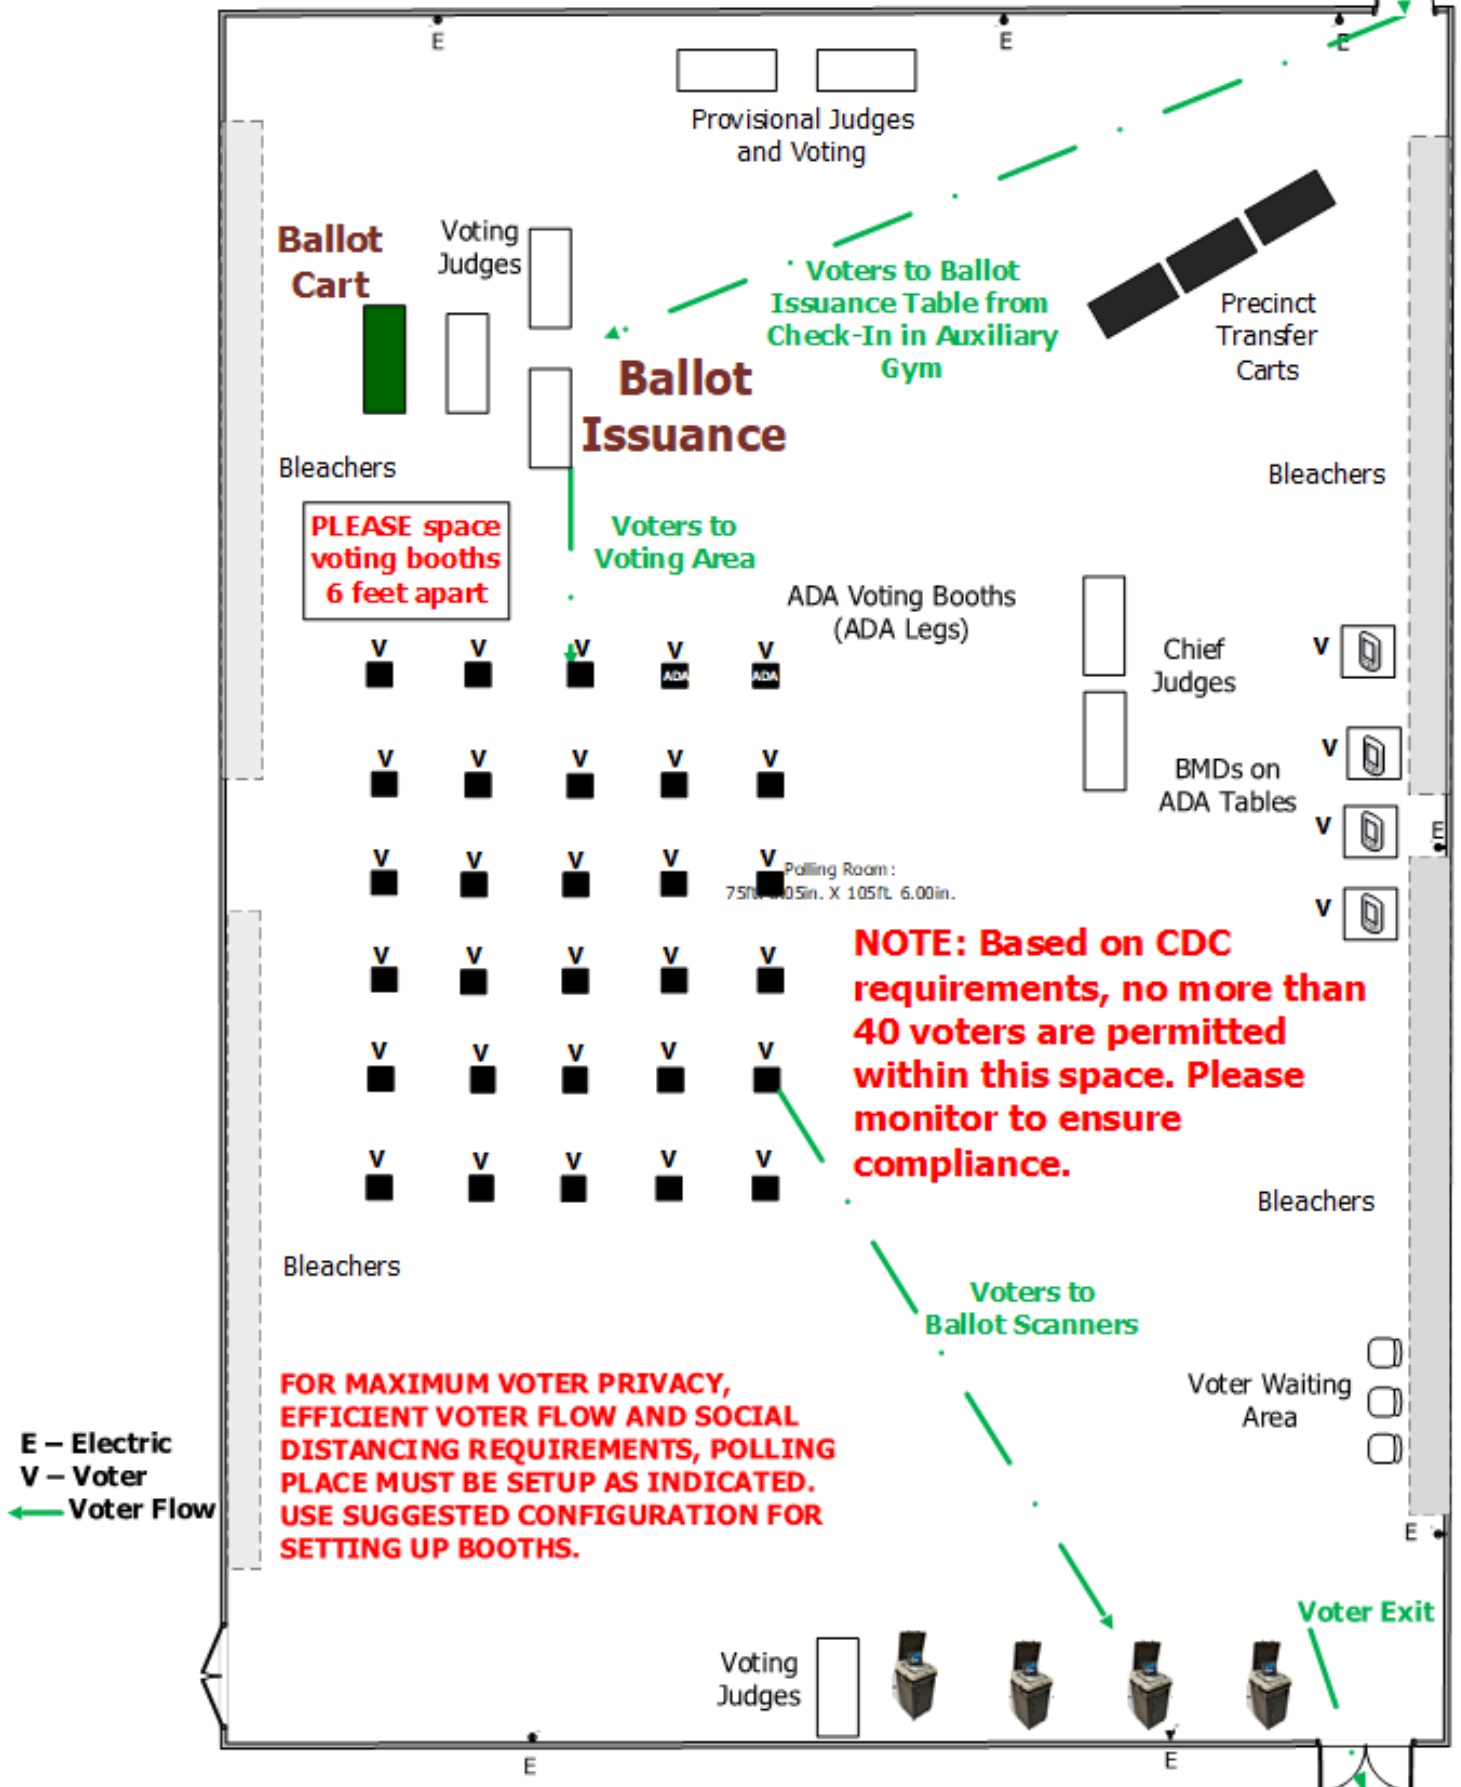 E
E
E
Provisional Judges
and Voting
Ballot
Cart
Voting
Judges
Voters to Ballot
Issuance Table from
Check-In in Auxiliary
Gym
Precinct
Transfer
Carts
Ballot
Issuance
Bleachers
Bleachers
PLEASE space
voting booths
6 feet apart
Voters to
Voting Area
ADA Voting Booths
(ADA Legs)
Chief
Judges
V
V V V V V
ADA ADA
BMDs on
ADA Tables
V
V V V V V
V
E
V V V V V
Polling Room:
75ft. 05in. X 105ft. 6.00in.
V
NOTE: Based on CDC
requirements, no more than
40 voters are permitted
within this space. Please
monitor to ensure
compliance.
V V V V V
V V V V V
V V V V V
Bleachers
Bleachers
Voters to
Ballot Scanners
FOR MAXIMUM VOTER PRIVACY,
EFFICIENT VOTER FLOW AND SOCIAL
DISTANCING REQUIREMENTS, POLLING
PLACE MUST BE SETUP AS INDICATED.
USE SUGGESTED CONFIGURATION FOR
SETTING UP BOOTHS.
Voter Waiting
Area
E – Electric
V – Voter
Voter Flow
E
Voter Exit
Voting
Judges
E
E